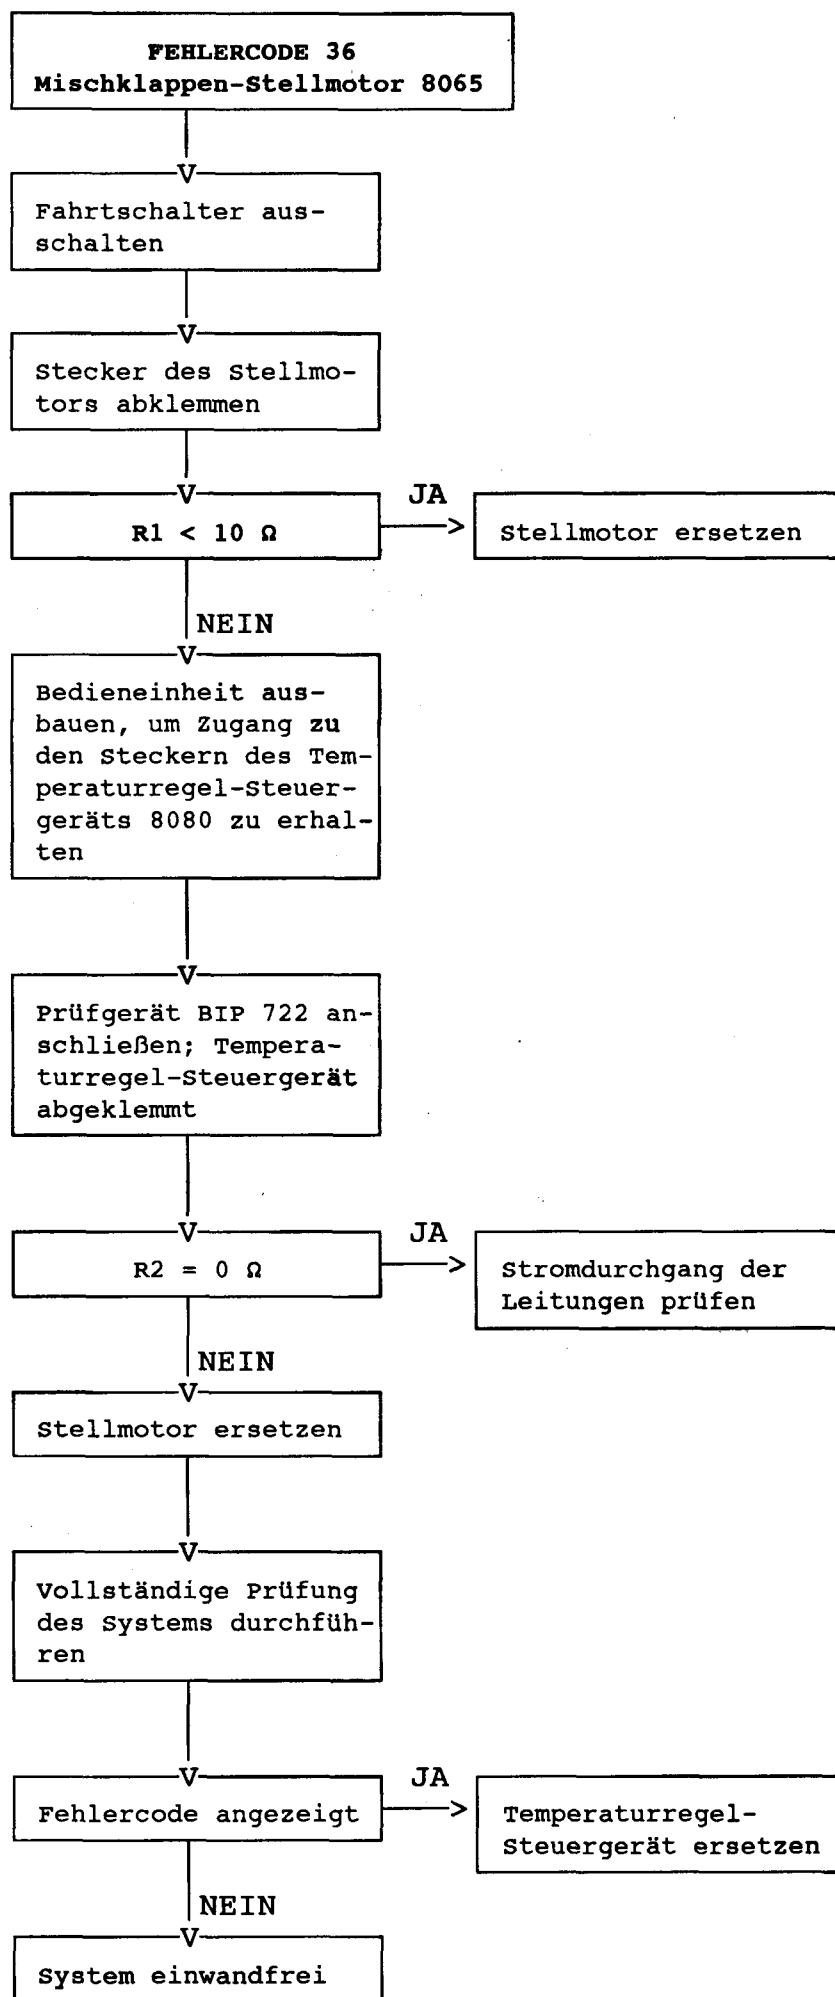 FEHLERCODE 36
Mischklappen-Stellmotor 8065
V
Fahrtschalter aus-
schalten
V
Stecker des Stellmo-
tors abklemmen
V
R1 < 10 Ω
JA
>
Stellmotor ersetzen
NEIN
V
Bedieneinheit aus-
bauen, um Zugang zu
den Steckern des Tem-
peraturregel-Steuer-
geräts 8080 zu erhal-
ten
V
Prüfgerät BIP 722 an-
schließen; Tempera-
turregel-Steuergerät
abgeklemmt
V
R2 = 0 Ω
JA
>
Stromdurchgang der
Leitungen prüfen
NEIN
V
Stellmotor ersetzen
V
Vollständige Prüfung
des Systems durchfüh-
ren
V
Fehlercode angezeigt
JA
>
Temperaturregel-
Steuergerät ersetzen
NEIN
V
System einwandfrei